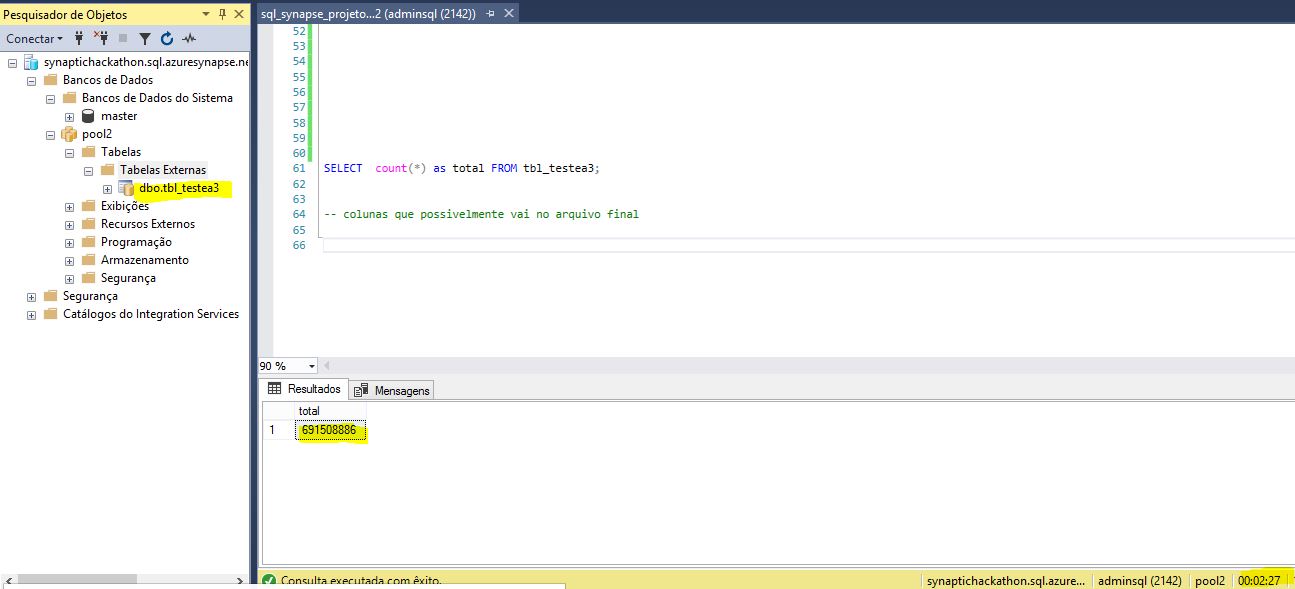 Pesquisador de Objetos
Conectar
synaptichackathon.sql.azuresynapse.ne
Bancos de Dados
Bancos de Dados do Sistema
master
pool2
Tabelas
Tabelas Externas
dbo.tbl_testea3
Exibições
Recursos Externos
Programação
Armazenamento
Segurança
Segurança
Catálogos do Integration Services
sql_synapse_projeto...2 (adminsql (2142))
52
53
54
55
56
57
58
59
60
61 SELECT count(*) as total FROM tbl_testea3;
62
63
64 -- colunas que possivelmente vai no arquivo final
65
66
90 %
Resultados Mensagens
total
1 691508886
Consulta executada com êxito.
synaptichackathon.sql.azure... adminsql (2142) pool2 00:02:27